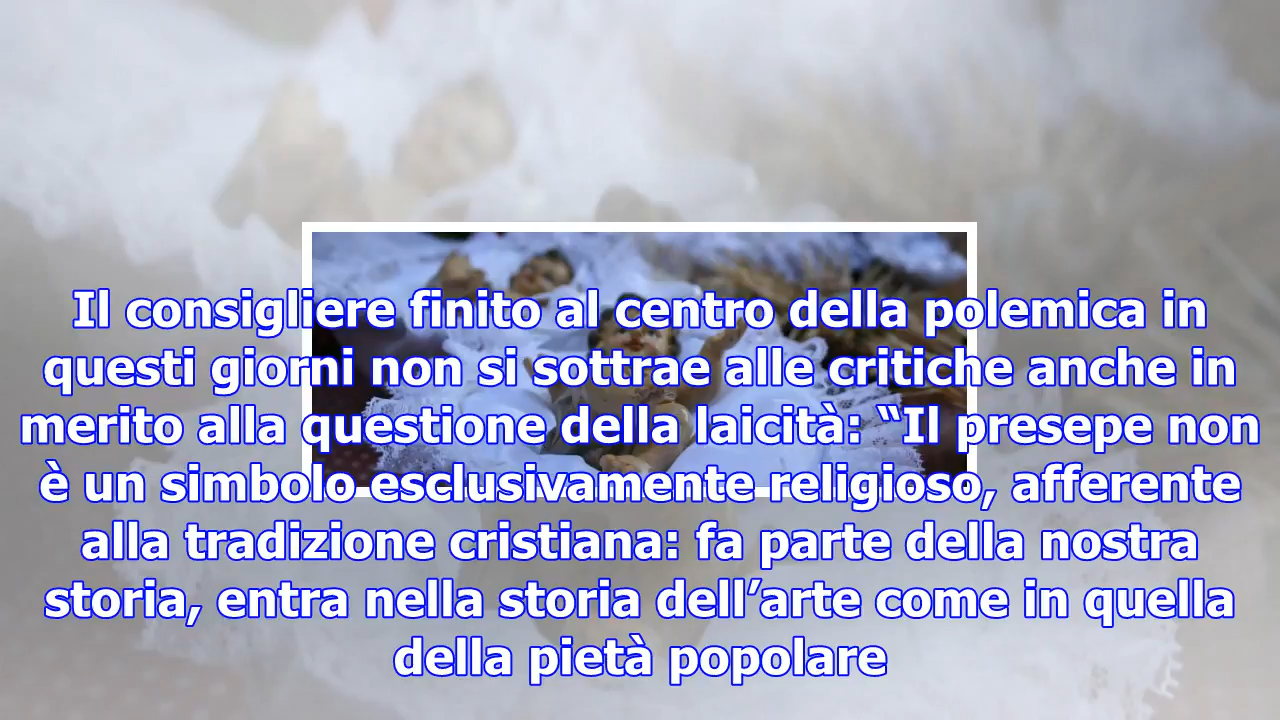 Il consigliere finito al centro della polemica in
questi giorni non si sottrae alle critiche anche in
merito alla questione della laicità: “Il presepe non
è un simbolo esclusivamente religioso, afferente
alla tradizione cristiana: fa parte della nostra
storia, entra nella storia dell’arte come in quella
della pietà popolare